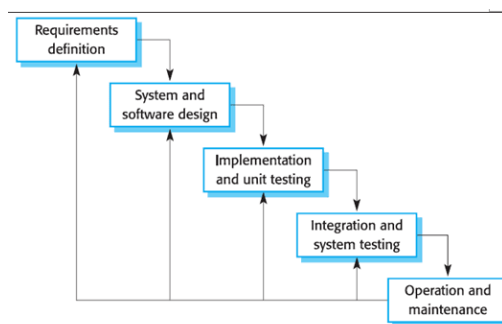 Requirements
definition
System and
software design
Implementation
and unit testing
Integration and
system testing
Operation and
maintenance